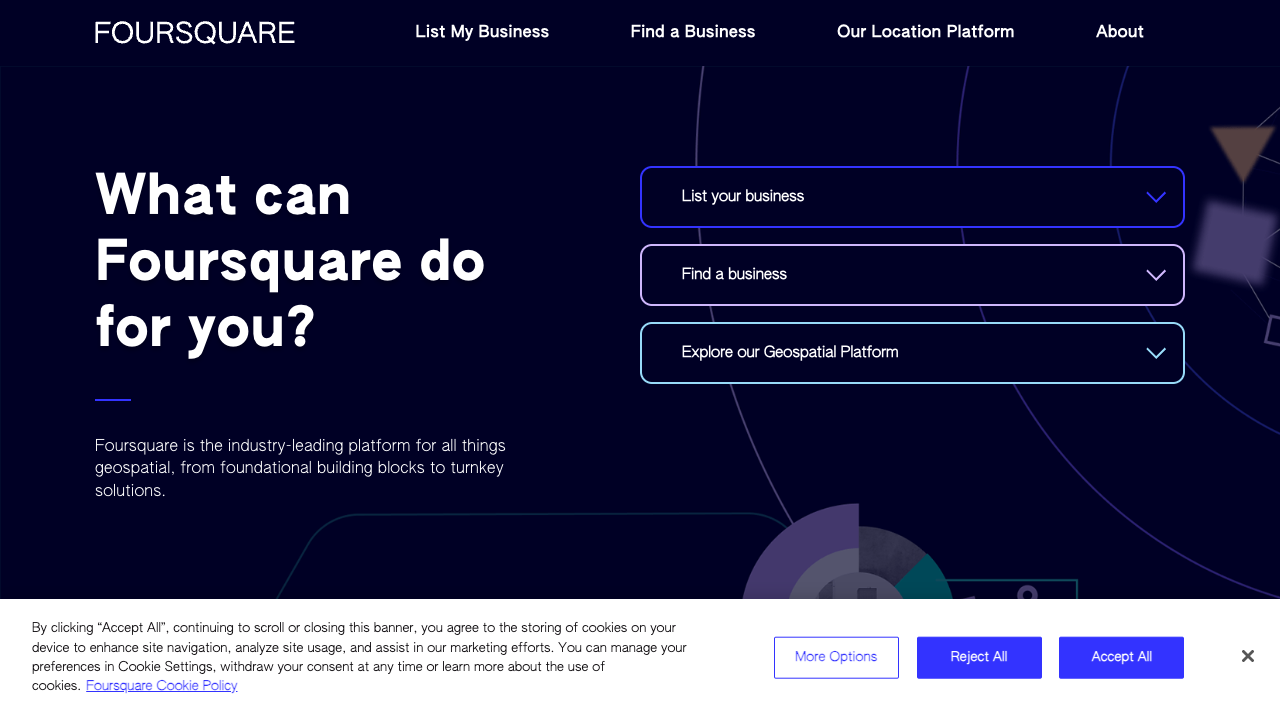 FOURSQUARE
List My Business
Find a Business
Our Location Platform
About
What can
Foursquare do
for you?
Foursquare is the industry-leading platform for all things
geospatial, from foundational building blocks to turnkey
solutions.
List your business
Find a business
Explore our Geospatial Platform
By clicking “Accept All”, continuing to scroll or closing this banner, you agree to the storing of cookies on your
device to enhance site navigation, analyze site usage, and assist in our marketing efforts. You can manage your
preferences in Cookie Settings, withdraw your consent at any time or learn more about the use of
cookies. Foursquare Cookie Policy
More Options
Reject All
Accept All